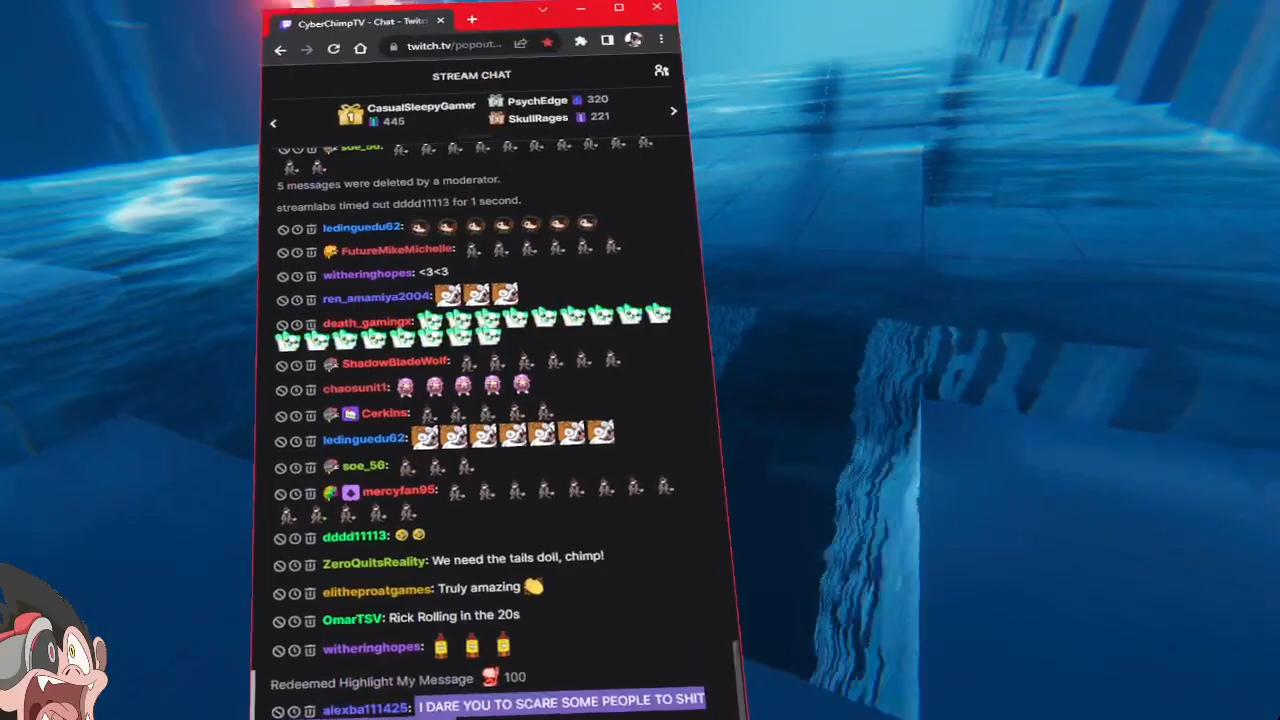 CyberChimpTV - Chat - Twitc
twitch.tv/popout...
STREAM CHAT
1 CasualSleepyGamer 445
PsychEdge 320
SkullRages 221
soe_56:
5 messages were deleted by a moderator.
streamlabs timed out dddd11113 for 1 second.
ledinguedu62:
FutureMikeMichelle:
witheringhopes: <3<3
ren_amamiya2004:
death_gamingx:
ShadowBladeWolf:
chaosunit1:
Cerkins:
ledinguedu62:
soe_56:
mercyfan95:
dddd11113:
ZeroQuitsReality: We need the tails doll, chimp!
elitheproatgames: Truly amazing
OmarTSV: Rick Rolling in the 20s
witheringhopes:
Redeemed Highlight My Message 100
alexba111425: I DARE YOU TO SCARE SOME PEOPLE TO SHIT